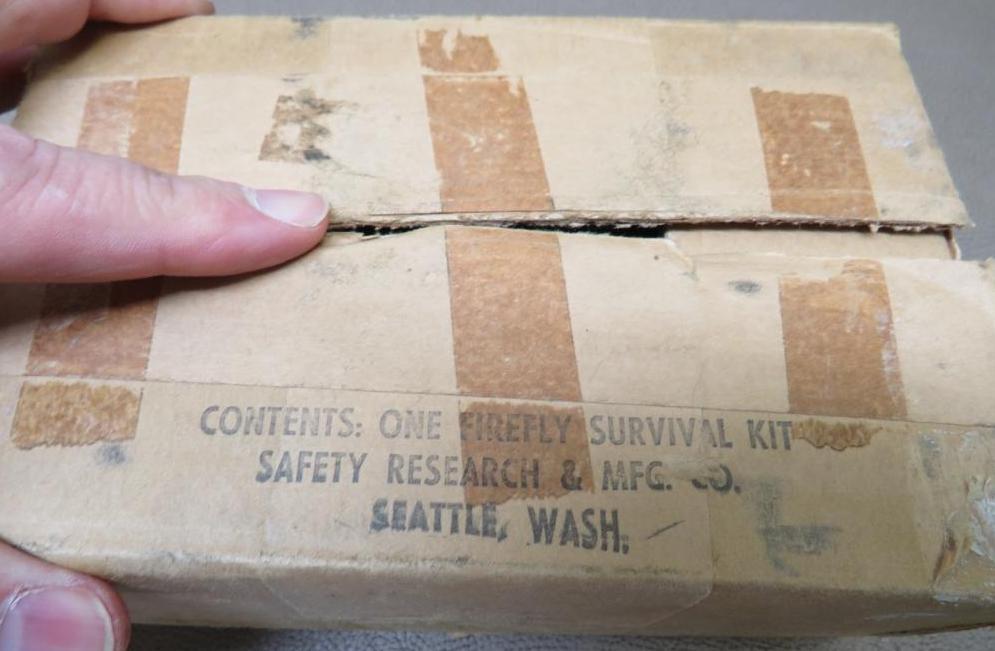 CONTENTS: ONE FIREFLY SURVIVAL KIT
SAFETY RESEARCH & MFG. CO.
SEATTLE, WASH.